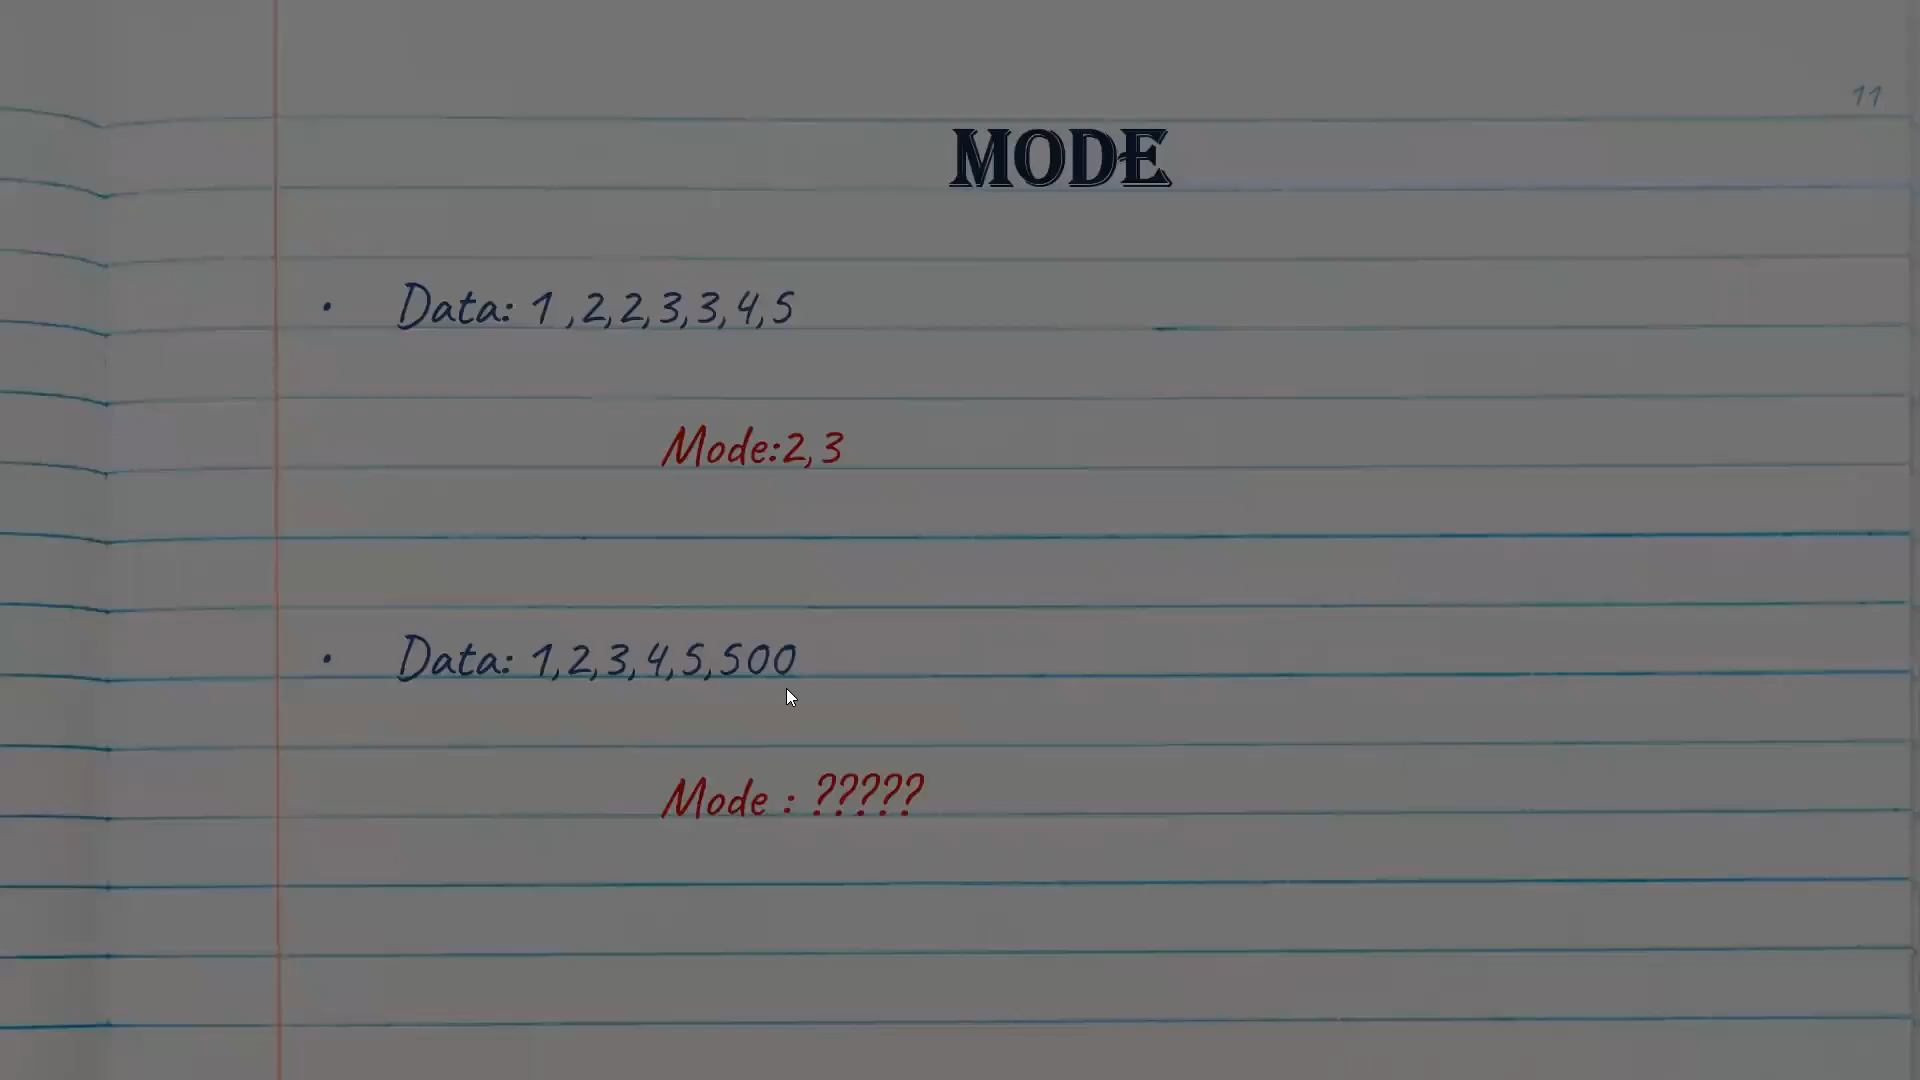 11
MODE
• Data: 1 ,2,2,3,3,4,5
Mode:2,3
• Data: 1,2,3,4,5,500
Mode : ?????